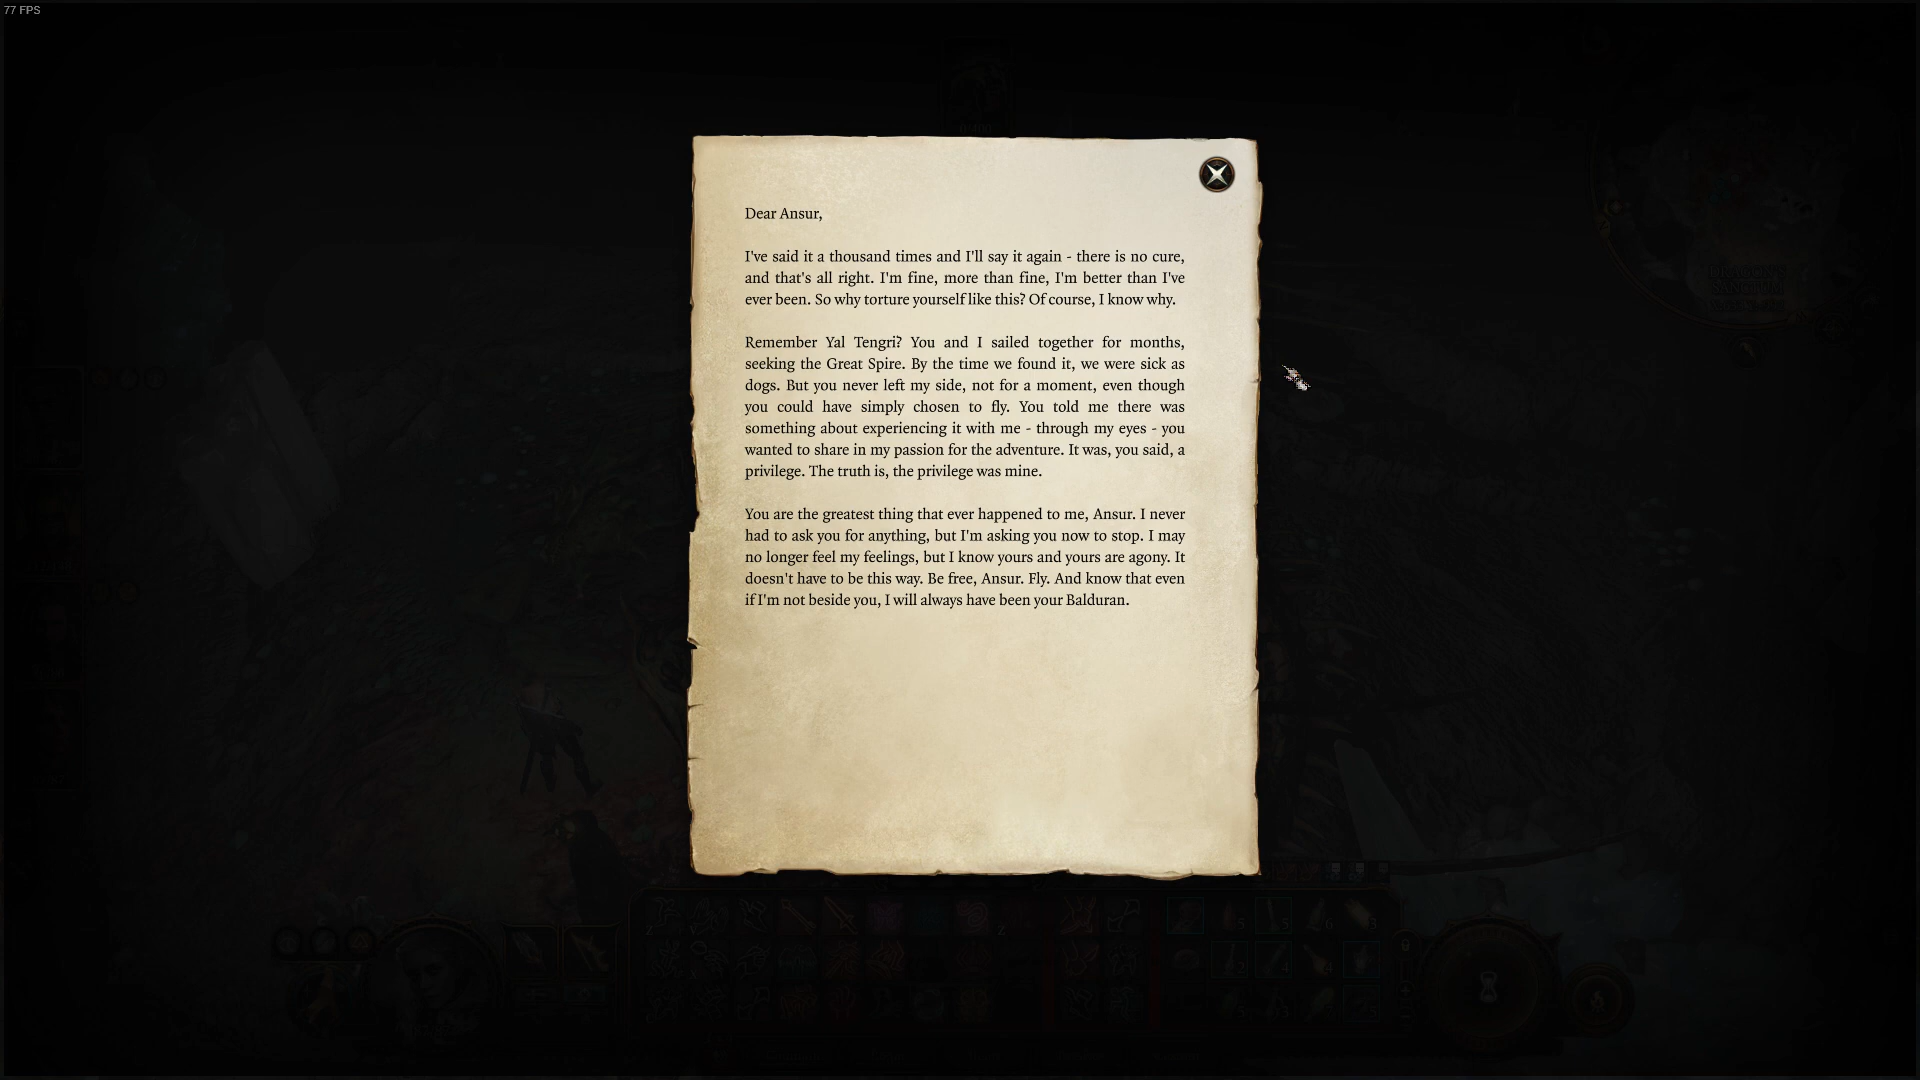 77 FPS
Dear Ansur,
I've said it a thousand times and I'll say it again - there is no cure,
and that's all right. I'm fine, more than fine, I'm better than I've
ever been. So why torture yourself like this? Of course, I know why.
Remember Yal Tengri? You and I sailed together for months,
seeking the Great Spire. By the time we found it, we were sick as
dogs. But you never left my side, not for a moment, even though
you could have simply chosen to fly. You told me there was
something about experiencing it with me - through my eyes - you
wanted to share in my passion for the adventure. It was, you said, a
privilege. The truth is, the privilege was mine.
You are the greatest thing that ever happened to me, Ansur. I never
had to ask you for anything, but I'm asking you now to stop. I may
no longer feel my feelings, but I know yours and yours are agony. It
doesn't have to be this way. Be free, Ansur. Fly. And know that even
if I'm not beside you, I will always have been your Balduran.